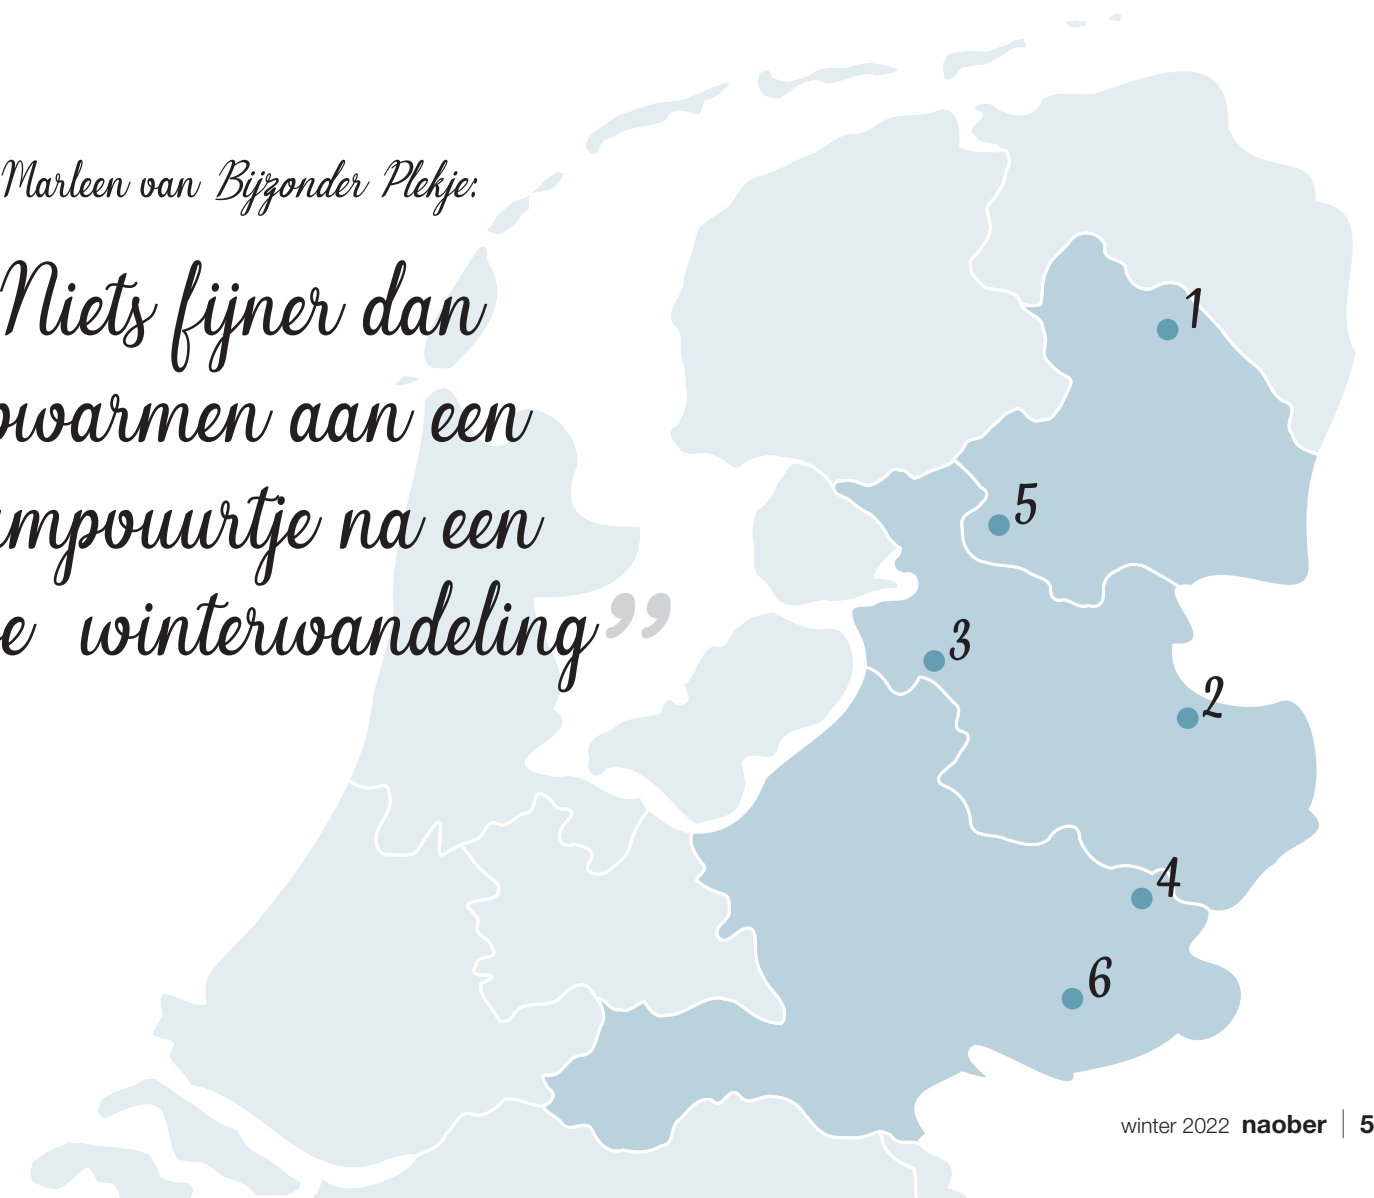 Marleen van Bijzonder Plekje:
Niets fijner dan
pwarmen aan een
mpouurtje na een
e winterwandeling”
1
5
3
2
4
6
winter 2022 naober | 5